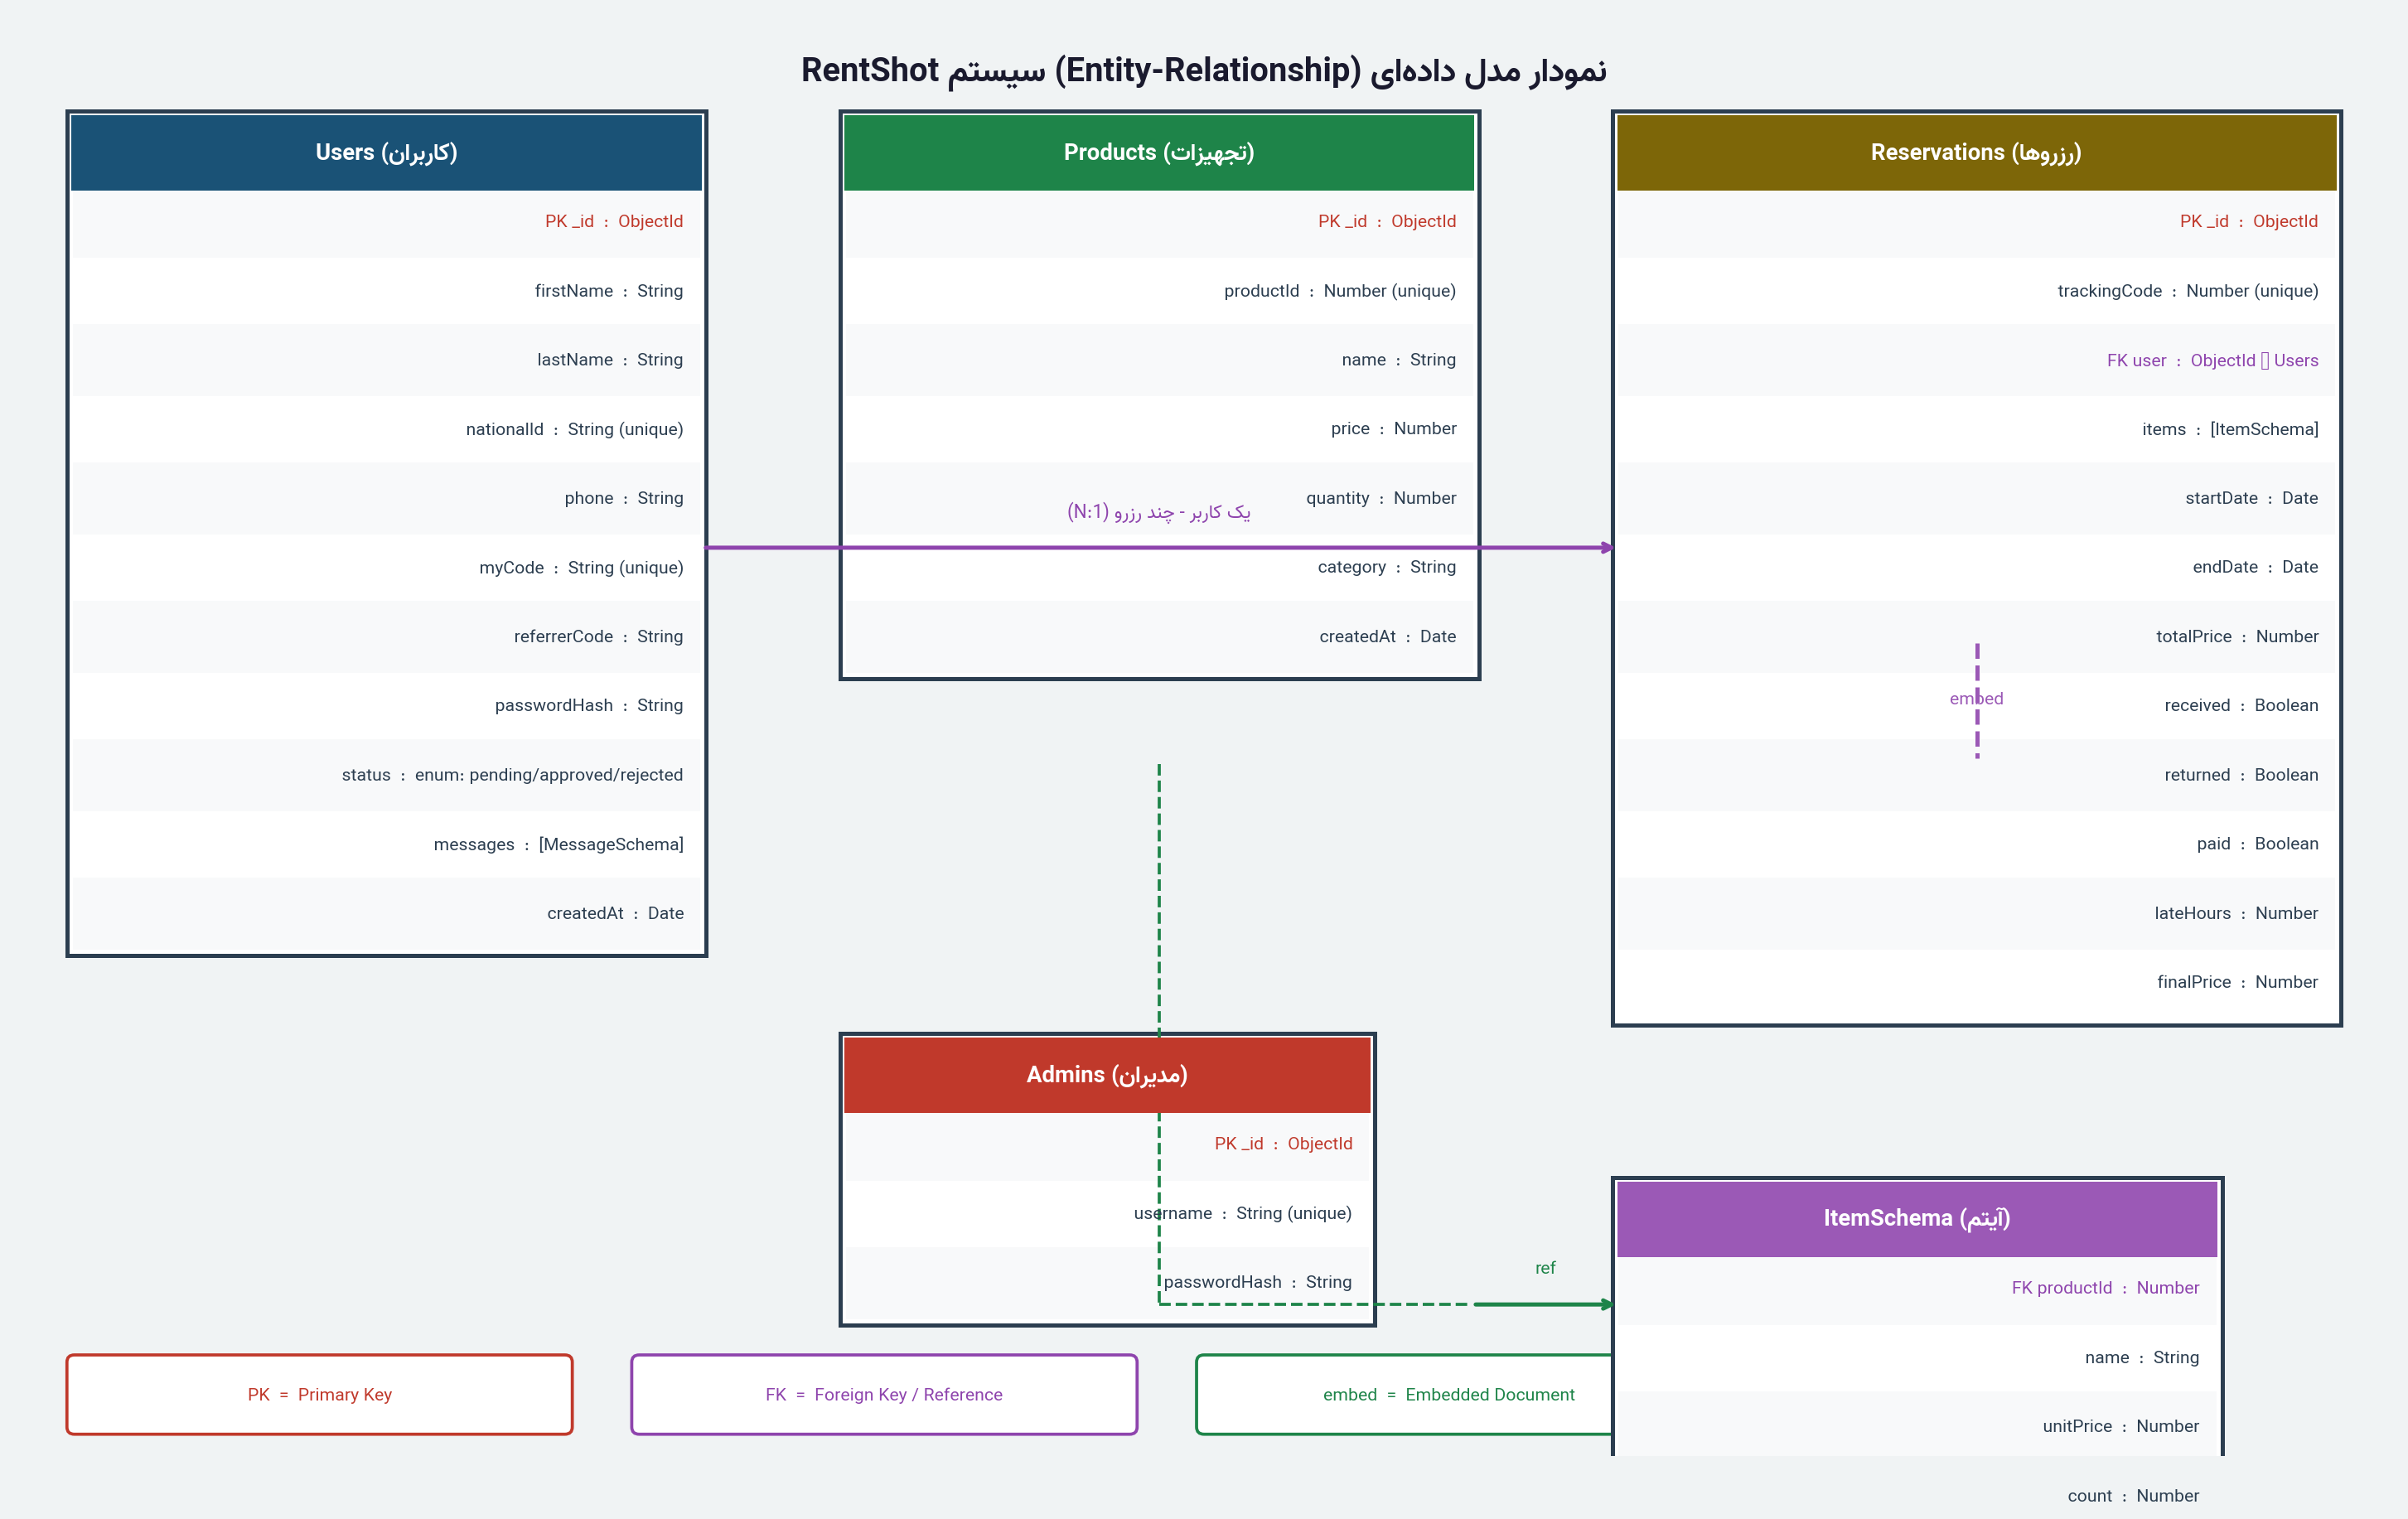 نمودار مدل داده‌ای (Entity-Relationship) سیستم RentShot
Users (کاربران)
PK _id : ObjectId
firstName : String
lastName : String
nationalId : String (unique)
phone : String
myCode : String (unique)
referrerCode : String
passwordHash : String
status : enum: pending/approved/rejected
messages : [MessageSchema]
createdAt : Date
Products (تجهیزات)
PK _id : ObjectId
productId : Number (unique)
name : String
price : Number
quantity : Number
یک کاربر - چند رزرو (N:1)
category : String
createdAt : Date
Reservations (رزروها)
PK _id : ObjectId
trackingCode : Number (unique)
FK user : ObjectId ▯ Users
items : [ItemSchema]
startDate : Date
endDate : Date
totalPrice : Number
embed
received : Boolean
returned : Boolean
paid : Boolean
lateHours : Number
finalPrice : Number
Admins (مدیران)
PK _id : ObjectId
username : String (unique)
passwordHash : String
ref
ItemSchema (آیتم)
FK productId : Number
name : String
unitPrice : Number
count : Number
PK = Primary Key
FK = Foreign Key / Reference
embed = Embedded Document